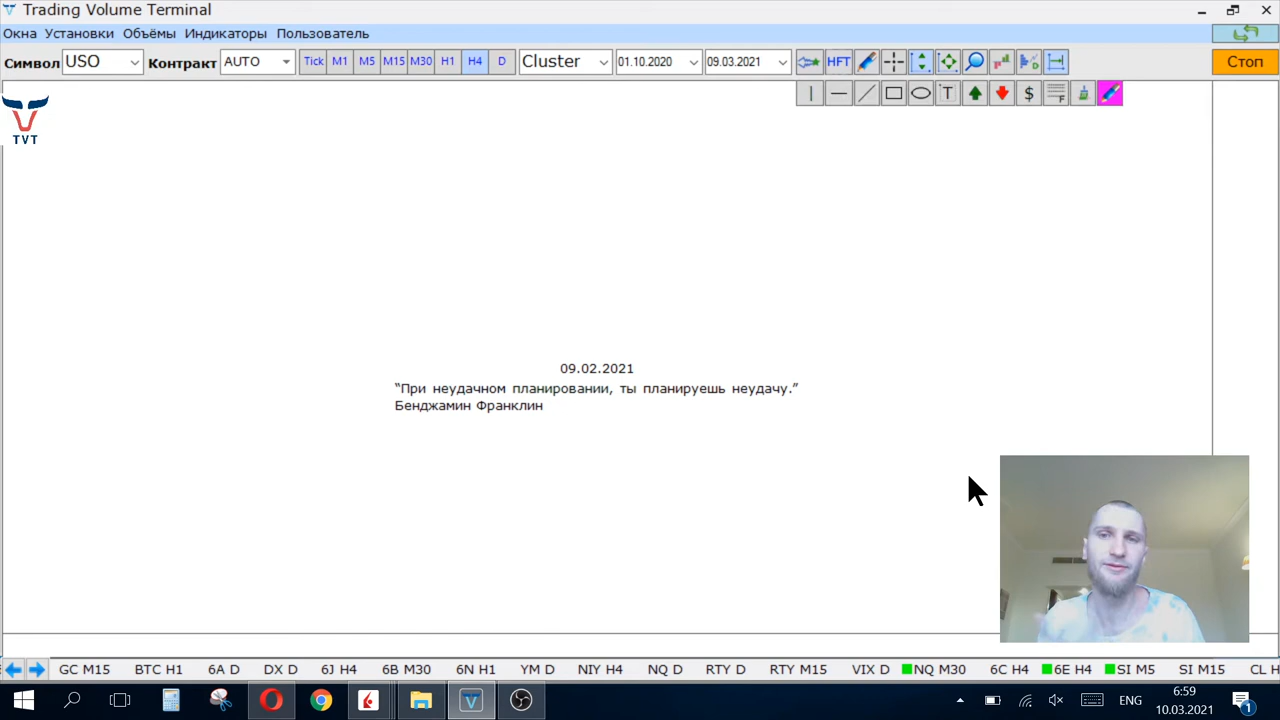 Trading Volume Terminal
Окна Установки Объёмы Индикаторы Пользователь
Символ USO Контракт AUTO Tick M1 M5 M15 M30 H1 H4 D Cluster 01.10.2020 09.03.2021 HFT Стоп
T $ F
TVT
09.02.2021
“При неудачном планировании, ты планируешь неудачу.”
Бенджамин Франклин
GC M15 BTC H1 6A D DX D 6J H4 6B M30 6N H1 YM D NIY H4 NQ D RTY D RTY M15 VIX D NQ M30 6C H4 6E H4 SI M5 SI M15 CL H
ENG 6:59
10.03.2021 1